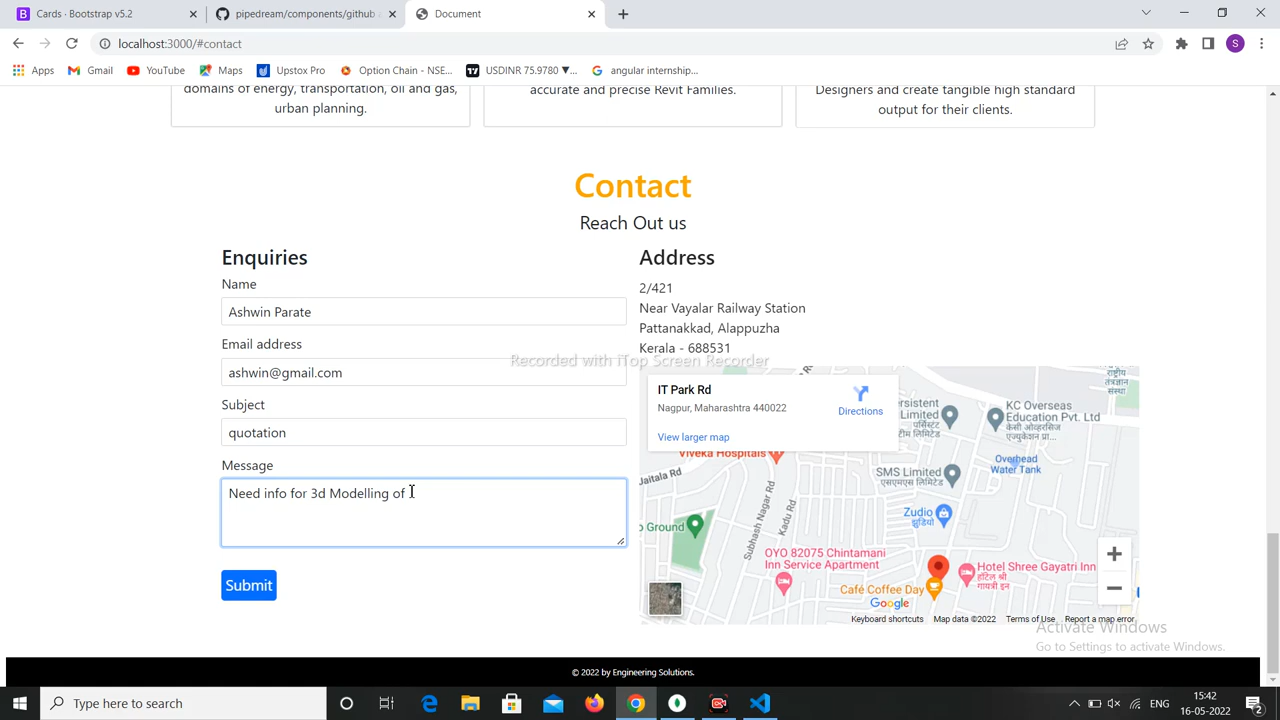 Cards - Bootstrap v5.2
pipedream/components/github a
Document
localhost:3000/#contact
S
Apps
Gmail
YouTube
Maps
Upstox Pro
Option Chain - NSE...
USDINR 75.9780 ▼...
angular internship...
domains of energy, transportation, oil and gas,
urban planning.
accurate and precise Revit Families.
Designers and create tangible high standard
output for their clients.
Contact
Reach Out us
Enquiries
Name
Ashwin Parate
Email address
ashwin@gmail.com
Subject
quotation
Message
Need info for 3d Modelling of
Submit
Address
2/421
Near Vayalar Railway Station
Pattanakkad, Alappuzha
Kerala - 688531
Recorded with iTop Screen Recorder
IT Park Rd
Nagpur, Maharashtra 440022
Directions
View larger map
Viveka Hospitals
Jaitala Rd
Subhash Nagar Rd
Kadu Rd
Ground
OYO 82075 Chintamani
Inn Service Apartment
sistent
Limited
KC Overseas
Education Pvt. Ltd
Overhead
Water Tank
SMS Limited
Zudio
झुडियो
Café Coffee Day
Hotel Shree Gayatri Inn
Google
Keyboard shortcuts
Map data ©2022
Terms of Use
Report a map error
Activate Windows
Go to Settings to activate Windows.
© 2022 by Engineering Solutions.
Type here to search
ENG
15:42
16-05-2022
2